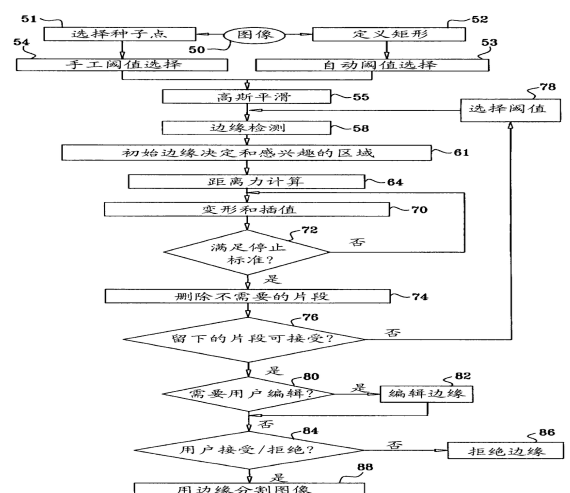 51
选择种子点
图像
50
定义矩形
52
54
手工阈值选择
自动阈值选择
53
高斯平滑
55
选择阈值
78
边缘检测
58
初始边缘决定和感兴趣的区域
61
距离力计算
64
变形和插值
70
72
满足停止
标准?
否
是
删除不需要的片段
74
76
留下的片段可接受?
否
是
80
需要用户编辑?
是
编辑边缘
82
否
84
用户接受/拒绝?
否
拒绝边缘
86
是
88
用边缘分割图像